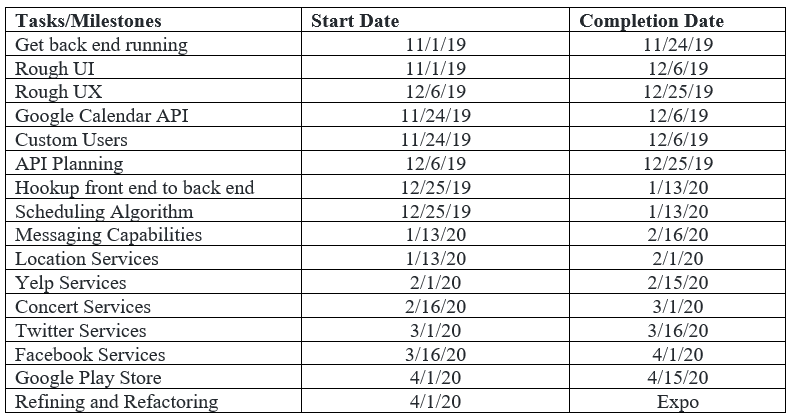 Tasks/Milestones Start Date Completion Date
Get back end running 11/1/19 11/24/19
Rough UI 11/1/19 12/6/19
Rough UX 12/6/19 12/25/19
Google Calendar API 11/24/19 12/6/19
Custom Users 11/24/19 12/6/19
API Planning 12/6/19 12/25/19
Hookup front end to back end 12/25/19 1/13/20
Scheduling Algorithm 12/25/19 1/13/20
Messaging Capabilities 1/13/20 2/16/20
Location Services 1/13/20 2/1/20
Yelp Services 2/1/20 2/15/20
Concert Services 2/16/20 3/1/20
Twitter Services 3/1/20 3/16/20
Facebook Services 3/16/20 4/1/20
Google Play Store 4/1/20 4/15/20
Refining and Refactoring 4/1/20 Expo